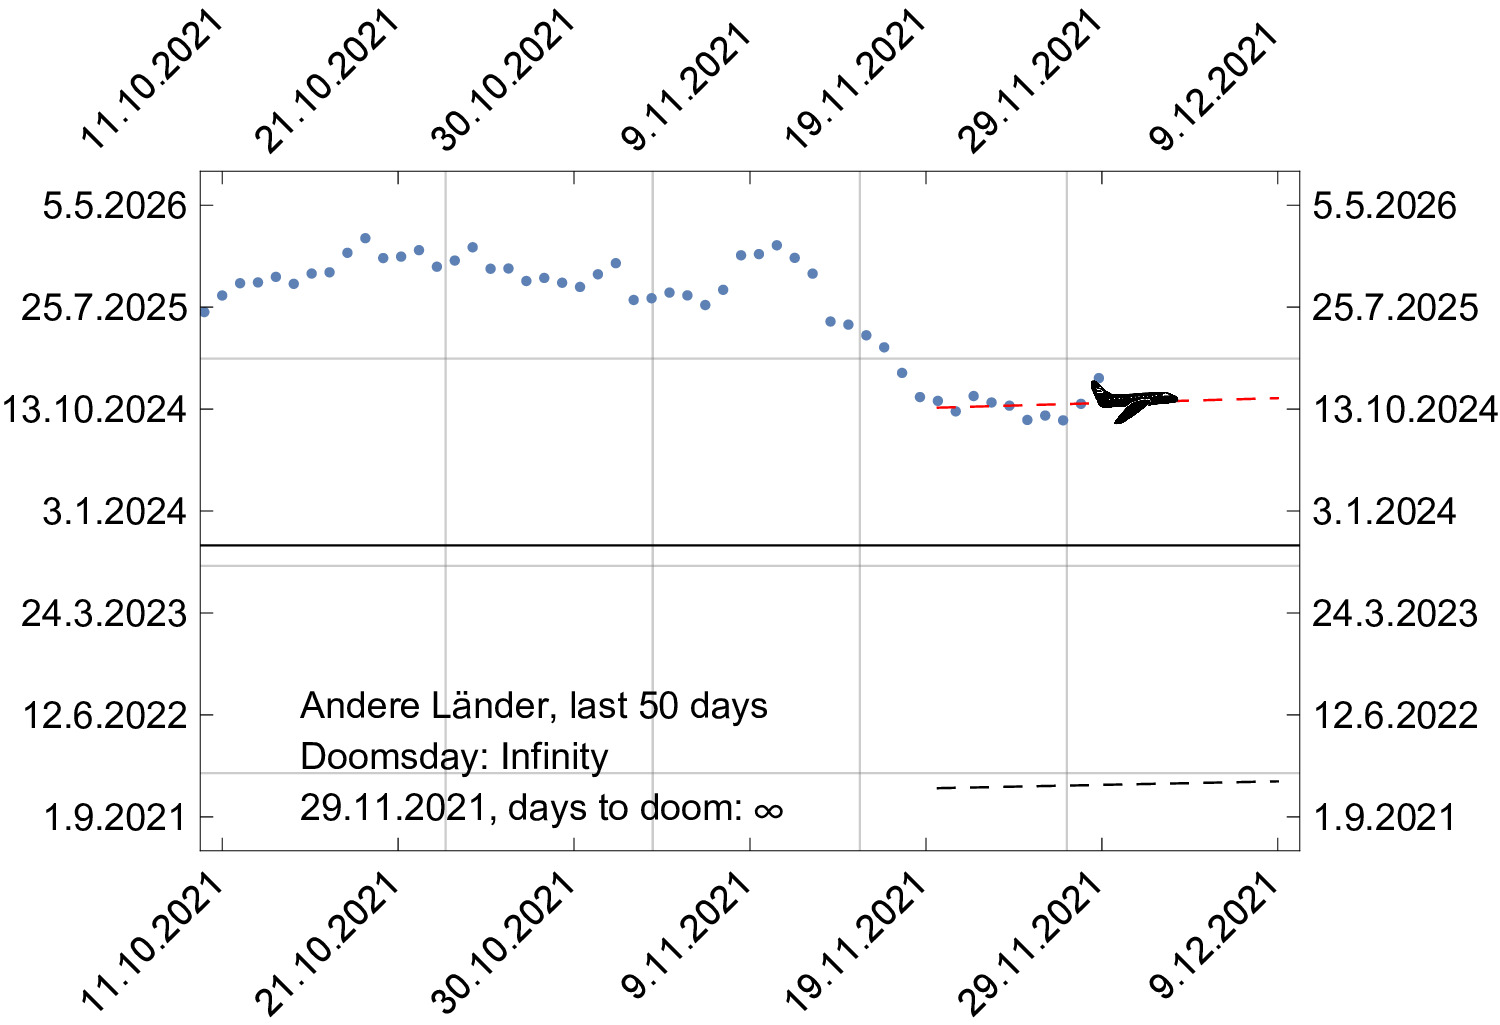 11.10.2021 21.10.2021 30.10.2021 9.11.2021 19.11.2021 29.11.2021 9.12.2021
5.5.2026 5.5.2026
25.7.2025 25.7.2025
13.10.2024 13.10.2024
3.1.2024 3.1.2024
24.3.2023 24.3.2023
12.6.2022 12.6.2022
1.9.2021 1.9.2021
Andere Länder, last 50 days
Doomsday: Infinity
29.11.2021, days to doom: ∞
11.10.2021 21.10.2021 30.10.2021 9.11.2021 19.11.2021 29.11.2021 9.12.2021